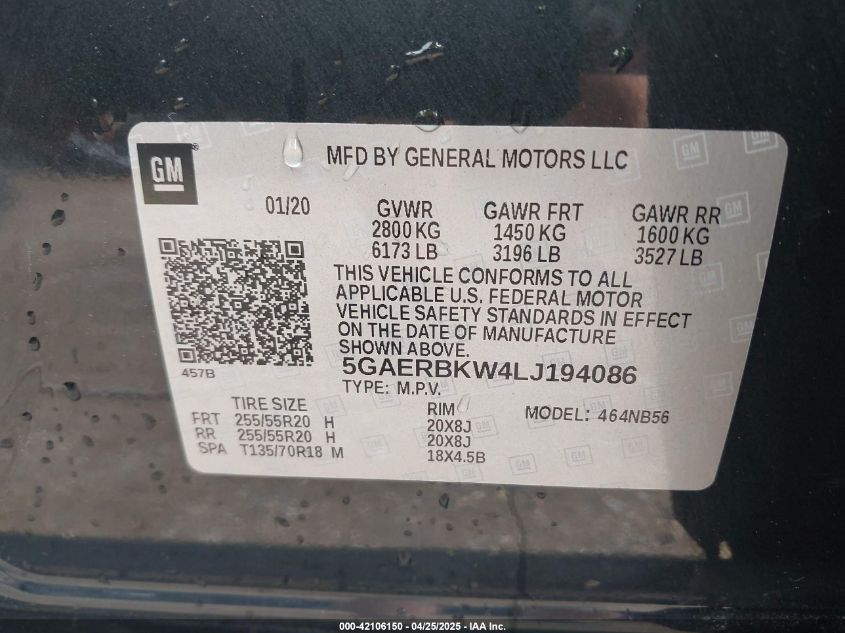 GM
MFD BY GENERAL MOTORS LLC
01/20
GVWR GAWR FRT GAWR RR
2800 KG 1450 KG 1600 KG
6173 LB 3196 LB 3527 LB
THIS VEHICLE CONFORMS TO ALL
APPLICABLE U.S. FEDERAL MOTOR
VEHICLE SAFETY STANDARDS IN EFFECT
ON THE DATE OF MANUFACTURE
SHOWN ABOVE.
457B
5GAERBKW4LJ194086
TYPE: M.P.V.
TIRE SIZE RIM MODEL: 464NB56
FRT 255/55R20 H 20X8J
RR 255/55R20 H 20X8J
SPA T135/70R18 M 18X4.5B
000-42106150 - 04/25/2025 - IAA Inc.